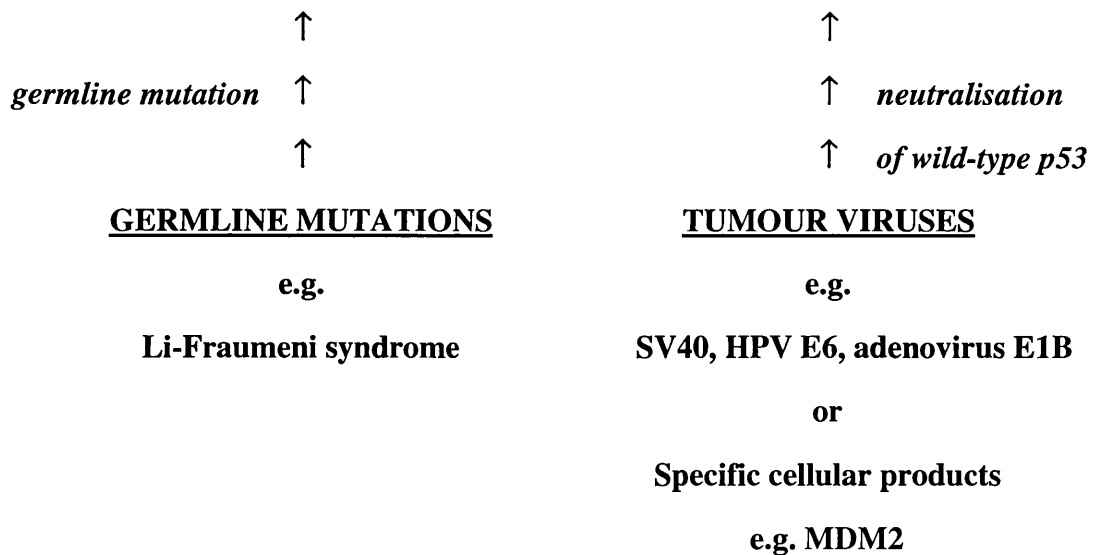 ↑ ↑
germline mutation ↑ ↑ neutralisation
↑ ↑ of wild-type p53
GERMLINE MUTATIONS TUMOUR VIRUSES
e.g. e.g.
Li-Fraumeni syndrome SV40, HPV E6, adenovirus E1B
or
Specific cellular products
e.g. MDM2